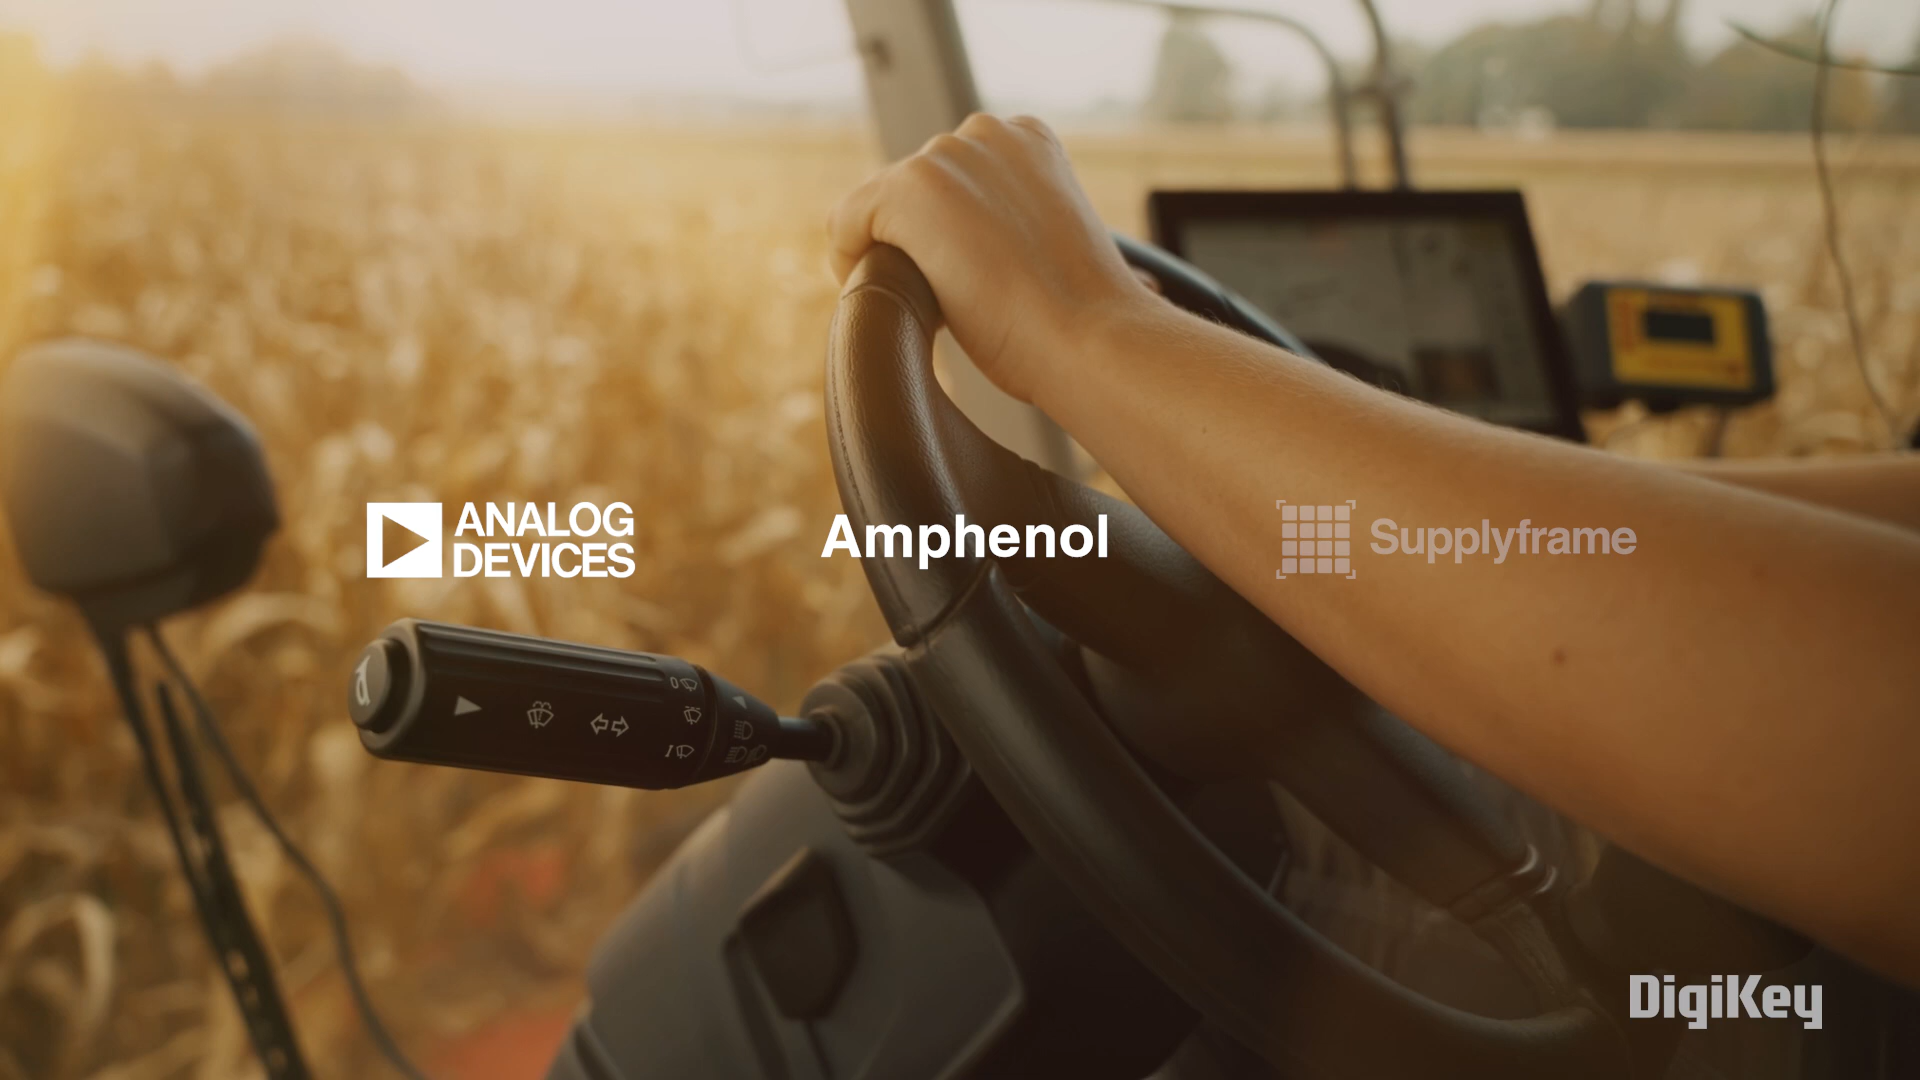 ANALOG
DEVICES
Amphenol
Supplyframe
DigiKey